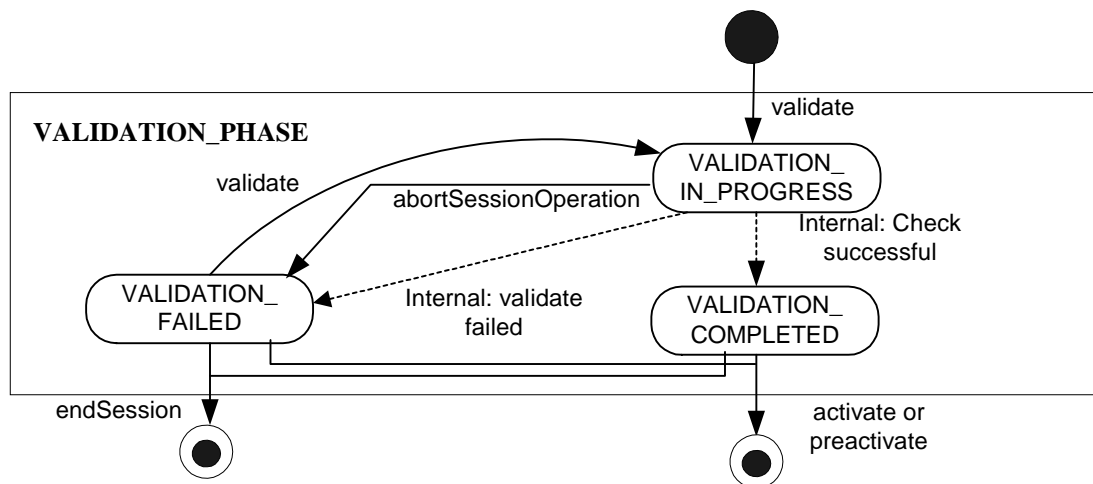 validate
VALIDATION_PHASE
VALIDATION_
IN_PROGRESS
validate
abortSessionOperation
Internal: Check
successful
VALIDATION_
FAILED
Internal: validate
failed
VALIDATION_
COMPLETED
endSession
activate or
preactivate